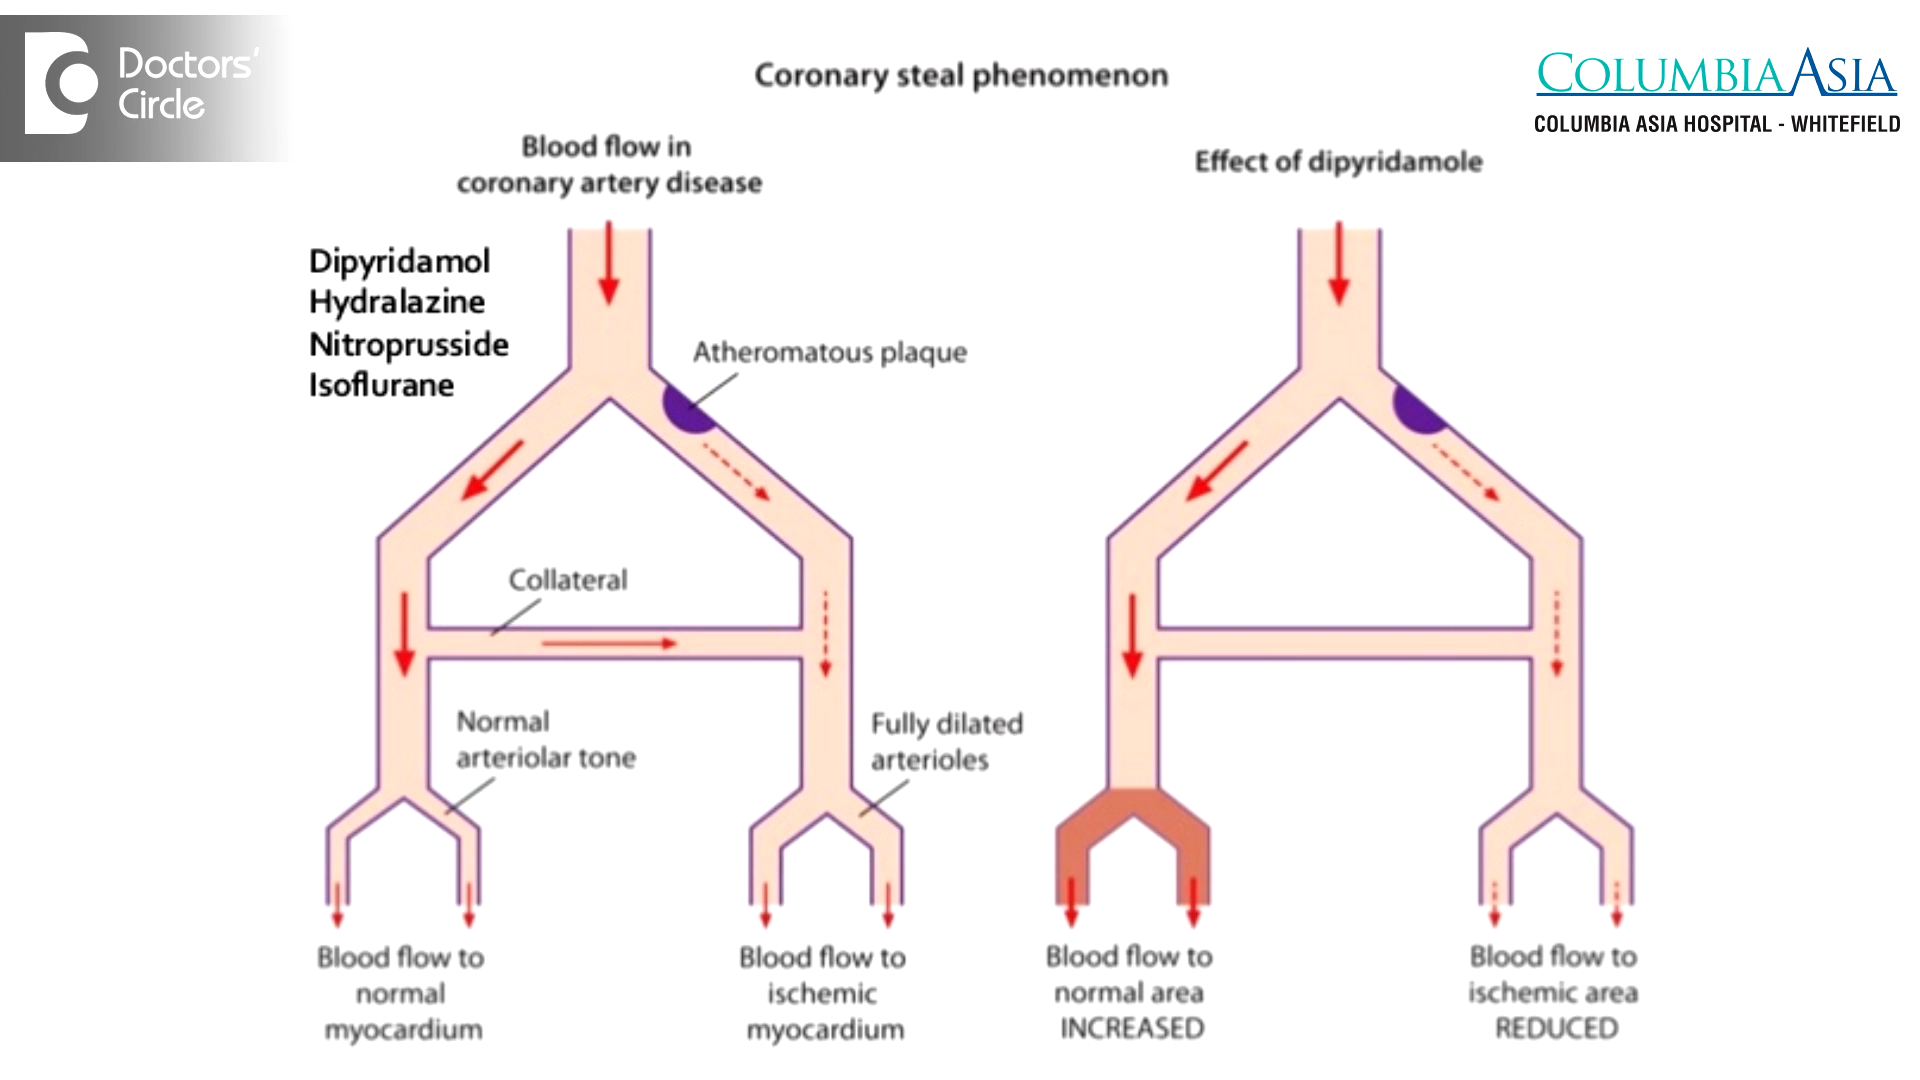 Doctors'
Circle
Coronary steal phenomenon
COLUMBIA ASIA
COLUMBIA ASIA HOSPITAL - WHITEFIELD
Blood flow in
coronary artery disease
Effect of dipyridamole
Dipyridamol
Hydralazine
Nitroprusside
Isoflurane
Atheromatous plaque
Collateral
Normal
arteriolar tone
Fully dilated
arterioles
Blood flow to
normal
myocardium
Blood flow to
ischemic
myocardium
Blood flow to
normal area
INCREASED
Blood flow to
ischemic area
REDUCED